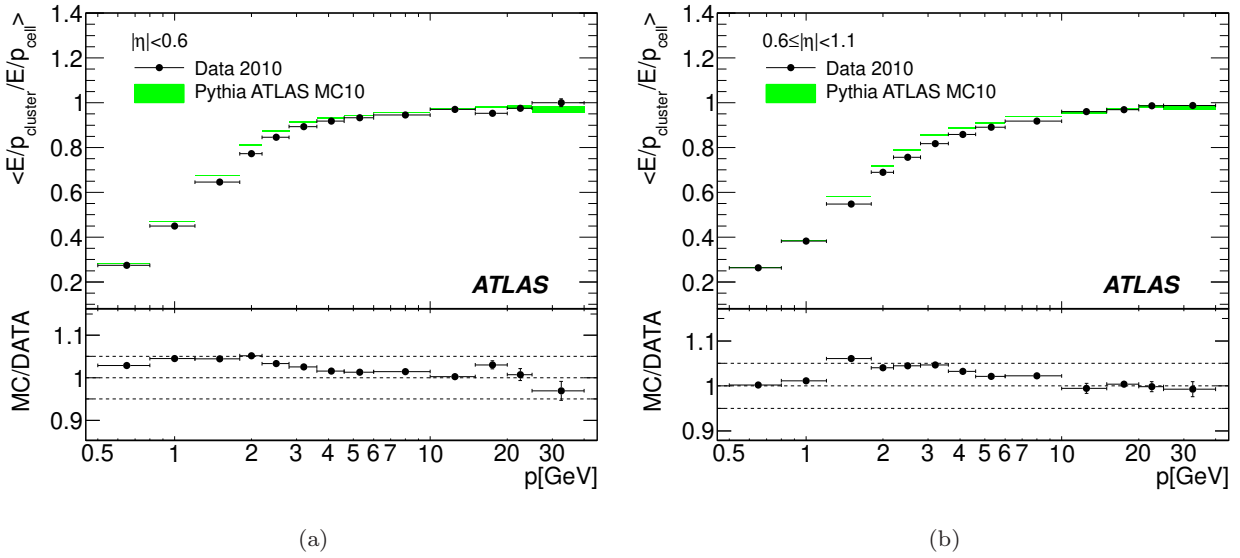 <E/p_cluster/E/p_cell>
1.4
1.2
1
0.8
0.6
0.4
0.2
|η|<0.6
Data 2010
Pythia ATLAS MC10
ATLAS
MC/DATA
1.1
1
0.9
0.5 1 2 3 4 5 6 7 10 20 30
p[GeV]
(a)
<E/p_cluster/E/p_cell>
1.4
1.2
1
0.8
0.6
0.4
0.2
0.6≤|η|<1.1
Data 2010
Pythia ATLAS MC10
ATLAS
MC/DATA
1.1
1
0.9
0.5 1 2 3 4 5 6 7 10 20 30
p[GeV]
(b)